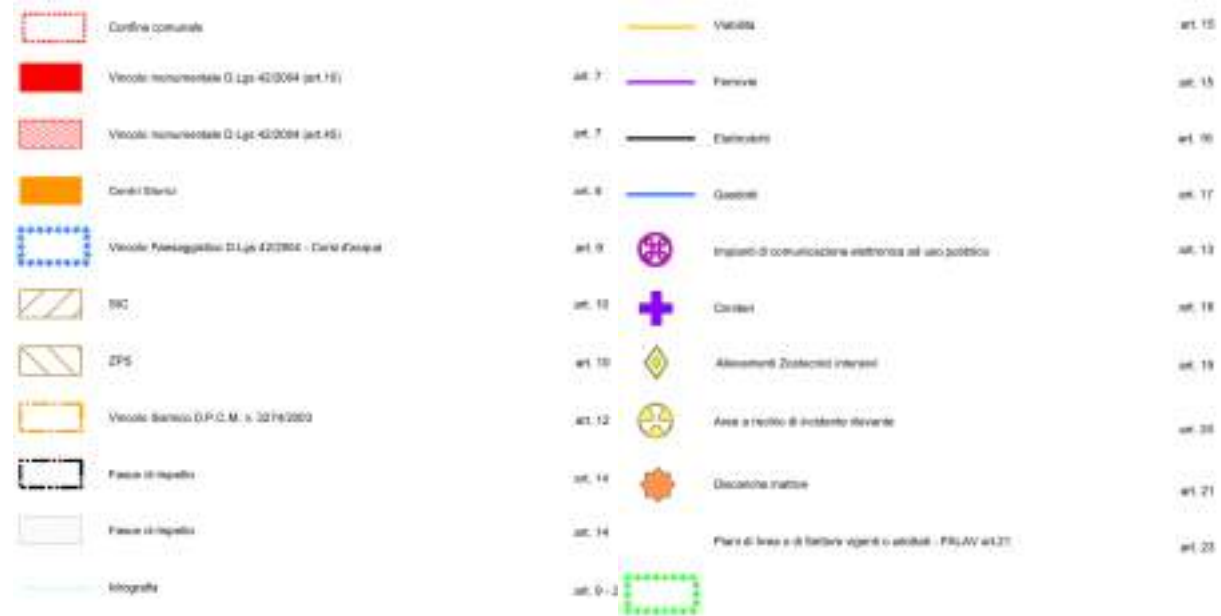 Confine comunale
Vincolo monumentale D.Lgs 42/2004 (art.10) art. 7
Vincolo monumentale D.Lgs 42/2004 (art.45) art. 7
Centri Storici art. 8
Vincolo Paesaggistico D.Lgs 42/2004 - Corsi d'acqua art. 9
SIC art. 10
ZPS art. 10
Vincolo Sismico O.P.C.M. n. 3274/2003 art. 12
Fasce di rispetto art. 14
Fasce di rispetto art. 14
Idrografia art. 9 - 2
Viabilità art. 15
Ferrovie art. 15
Elettrodotti art. 16
Gasdotti art. 17
Impianti di comunicazione elettronica ad uso pubblico art. 13
Cimiteri art. 18
Allevamenti Zootecnici intensivi art. 19
Aree a rischio di incidente rilevante art. 20
Discariche inattive art. 21
Piani di Area o di Settore vigenti o adottati - PALAV art.21 art. 23